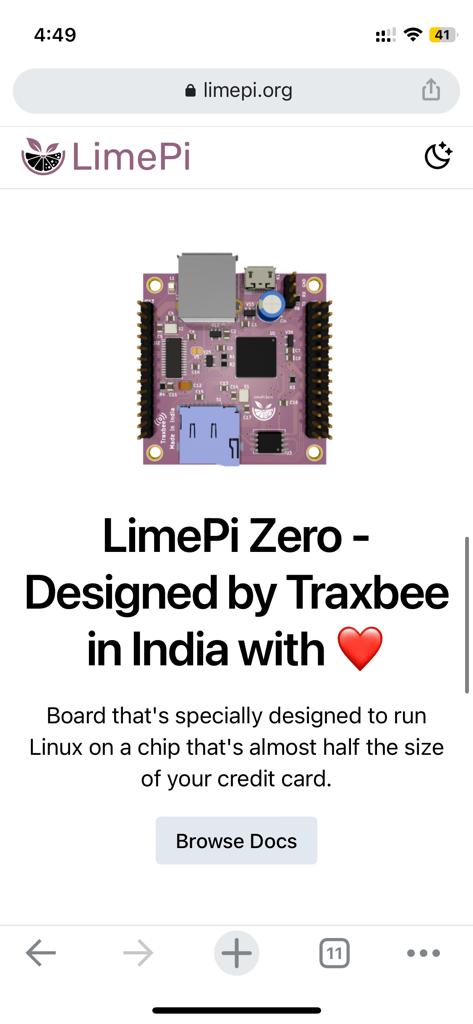 4:49
41
limepi.org
LimePi
Traxbee
Made in India
LimePi Zero -
Designed by Traxbee
in India with ❤️
Board that's specially designed to run
Linux on a chip that's almost half the size
of your credit card.
Browse Docs
11